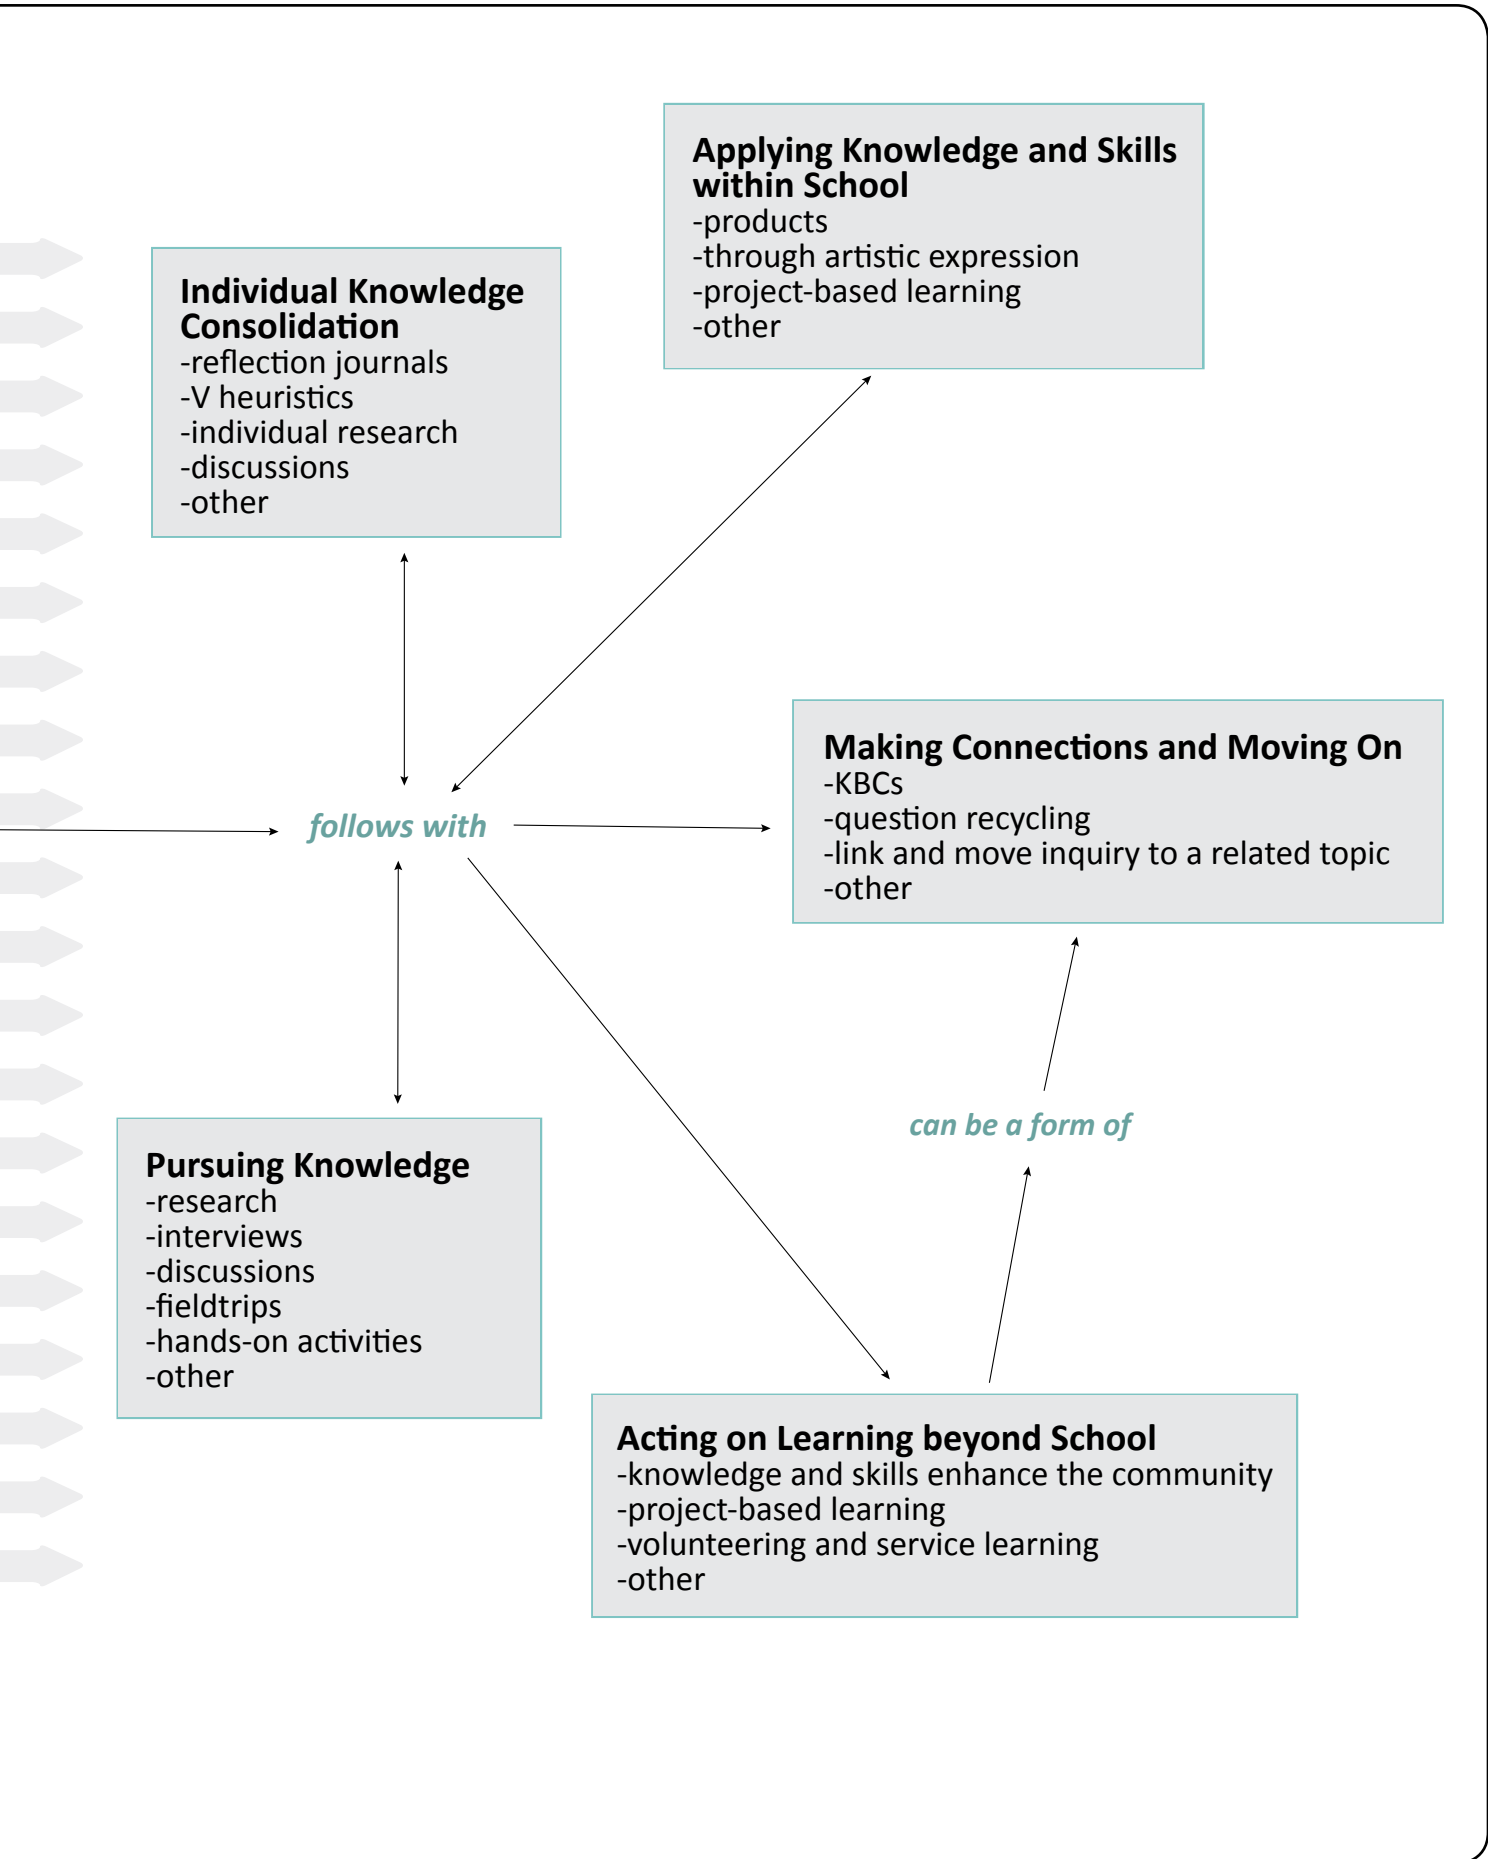 Applying Knowledge and Skills
within School
-products
-through artistic expression
-project-based learning
-other
Individual Knowledge
Consolidation
-reflection journals
-V heuristics
-individual research
-discussions
-other
Making Connections and Moving On
-KBCs
-question recycling
-link and move inquiry to a related topic
-other
follows with
can be a form of
Pursuing Knowledge
-research
-interviews
-discussions
-fieldtrips
-hands-on activities
-other
Acting on Learning beyond School
-knowledge and skills enhance the community
-project-based learning
-volunteering and service learning
-other